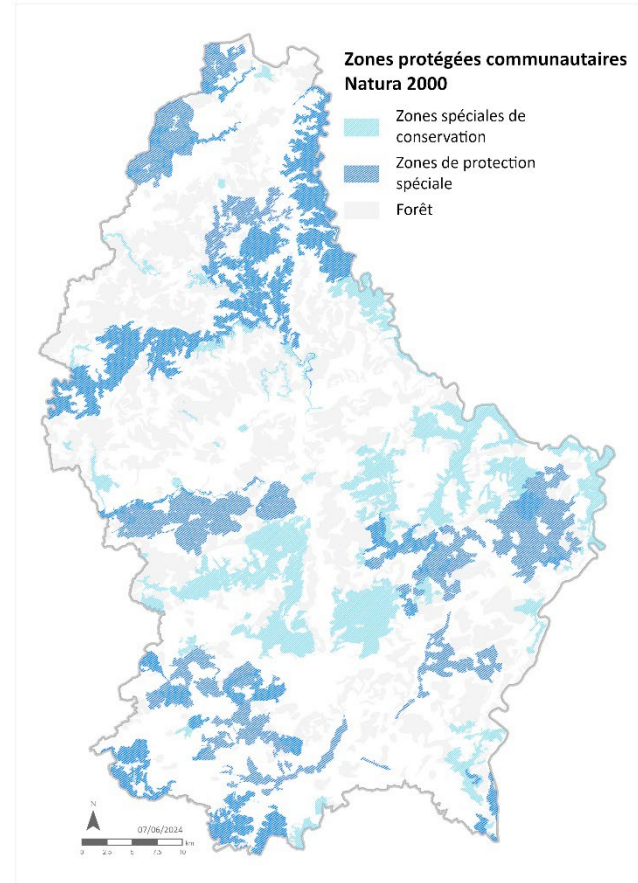 Zones protégées communautaires
Natura 2000
Zones spéciales de
conservation
Zones de protection
spéciale
Forêt
N
07/06/2024
km
0 2.5 5 7.5 10